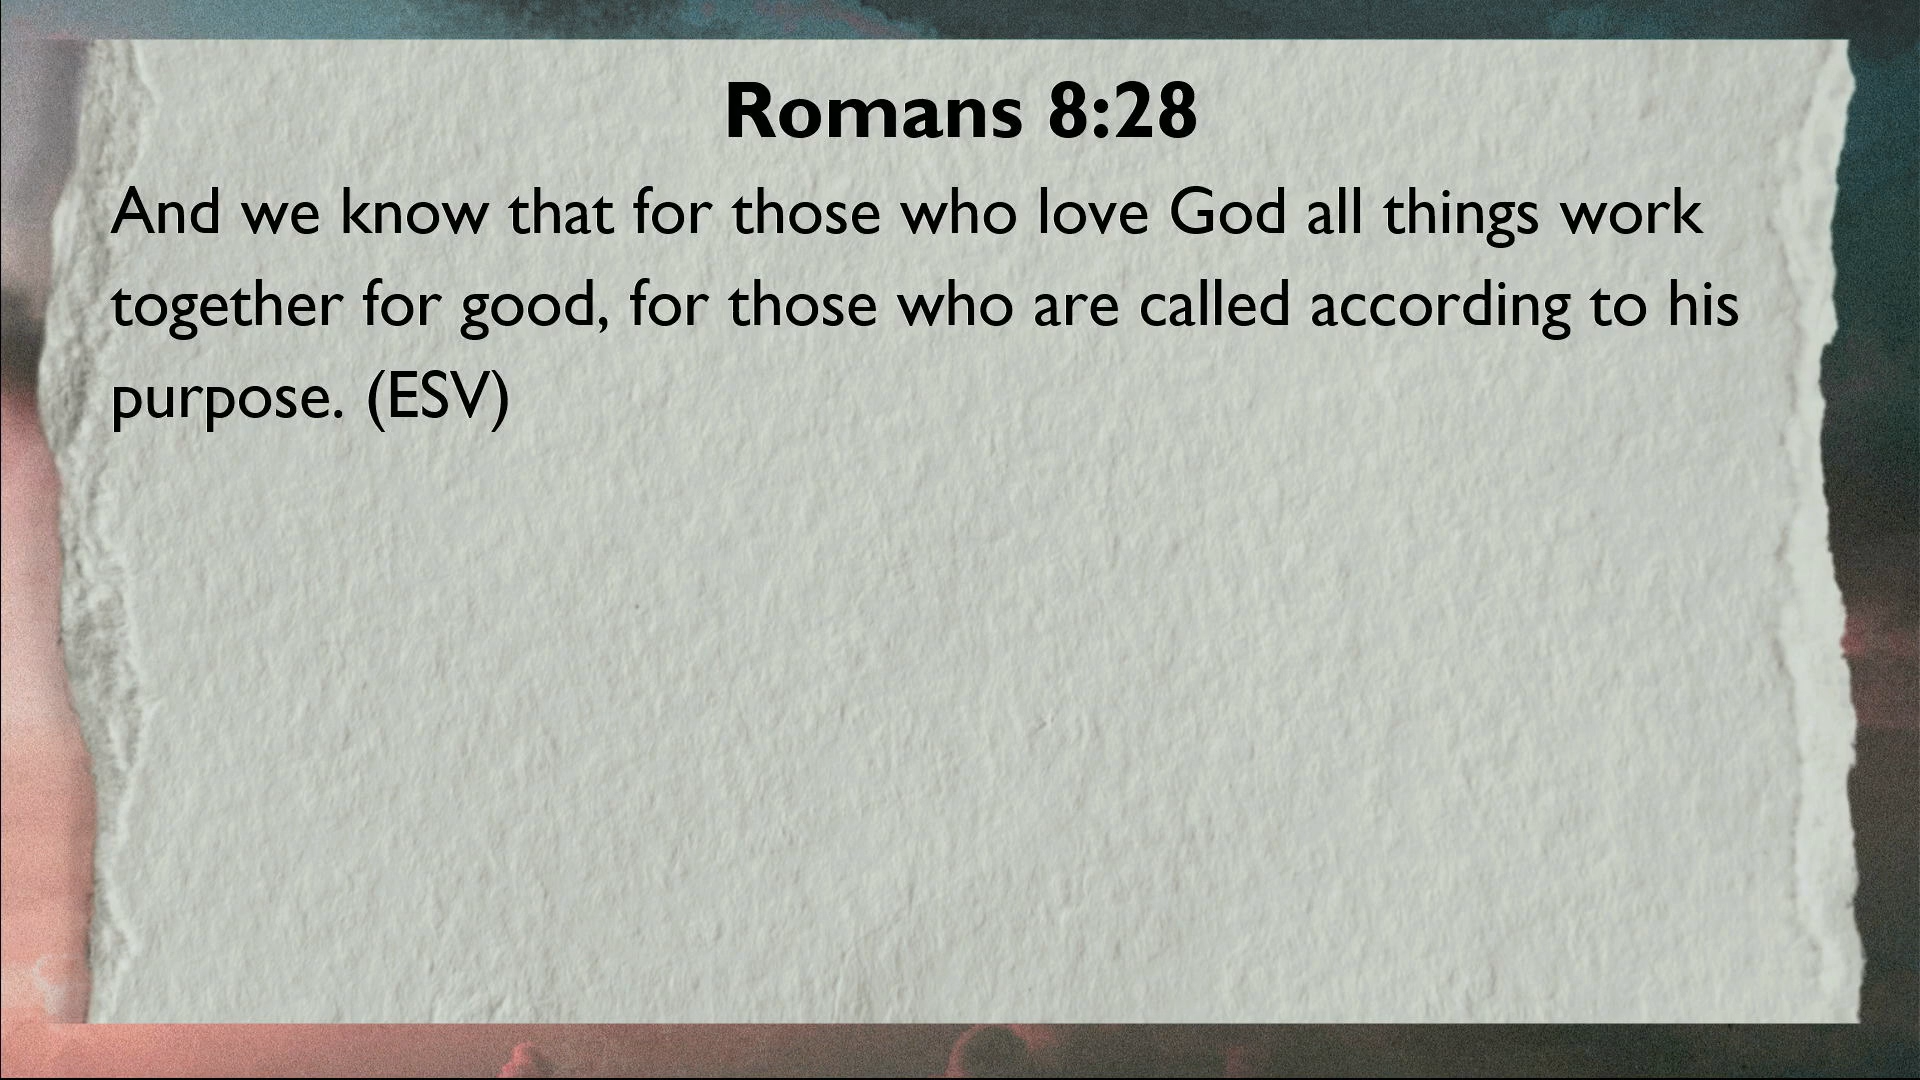 Romans 8:28
And we know that for those who love God all things work
together for good, for those who are called according to his
purpose. (ESV)